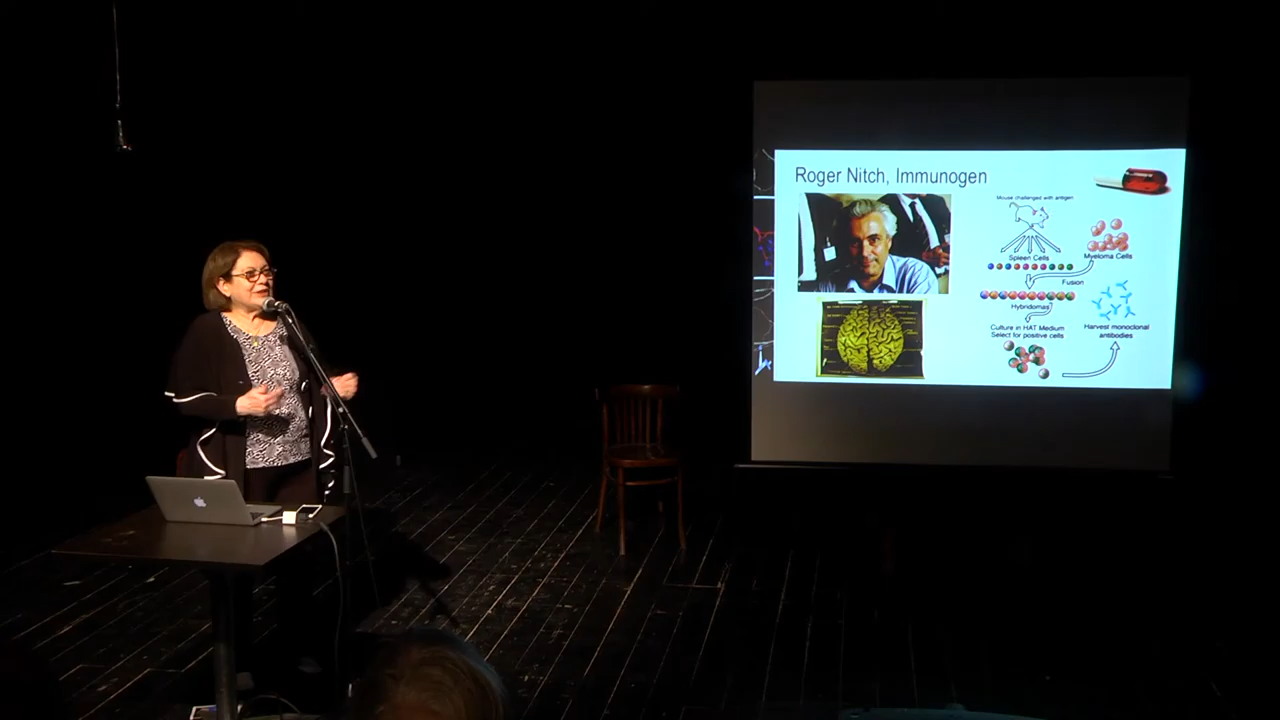 Roger Nitch, Immunogen
Mouse challenged with antigen
Spleen Cells
Myeloma Cells
Fusion
Hybridomas
Culture in HAT Medium
Select for positive cells
Harvest monoclonal
antibodies